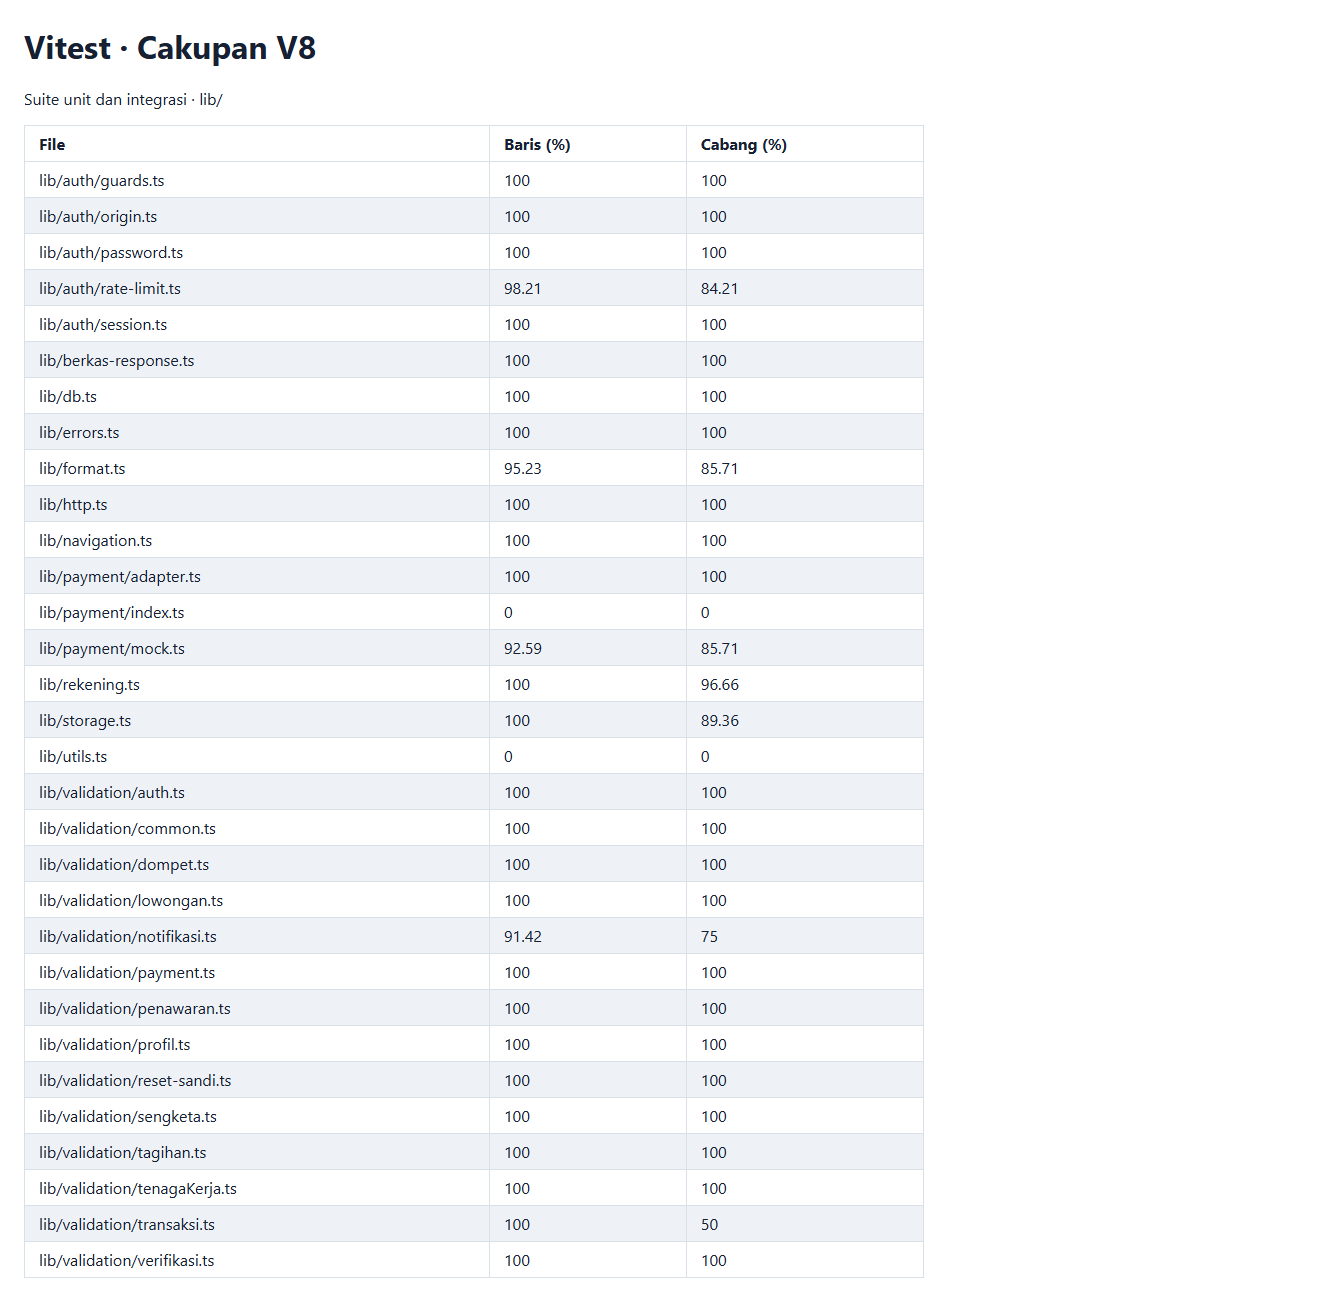 Vitest · Cakupan V8
Suite unit dan integrasi · lib/
File Baris (%) Cabang (%)
lib/auth/guards.ts 100 100
lib/auth/origin.ts 100 100
lib/auth/password.ts 100 100
lib/auth/rate-limit.ts 98.21 84.21
lib/auth/session.ts 100 100
lib/berkas-response.ts 100 100
lib/db.ts 100 100
lib/errors.ts 100 100
lib/format.ts 95.23 85.71
lib/http.ts 100 100
lib/navigation.ts 100 100
lib/payment/adapter.ts 100 100
lib/payment/index.ts 0 0
lib/payment/mock.ts 92.59 85.71
lib/rekening.ts 100 96.66
lib/storage.ts 100 89.36
lib/utils.ts 0 0
lib/validation/auth.ts 100 100
lib/validation/common.ts 100 100
lib/validation/dompet.ts 100 100
lib/validation/lowongan.ts 100 100
lib/validation/notifikasi.ts 91.42 75
lib/validation/payment.ts 100 100
lib/validation/penawaran.ts 100 100
lib/validation/profil.ts 100 100
lib/validation/reset-sandi.ts 100 100
lib/validation/sengketa.ts 100 100
lib/validation/tagihan.ts 100 100
lib/validation/tenagaKerja.ts 100 100
lib/validation/transaksi.ts 100 50
lib/validation/verifikasi.ts 100 100